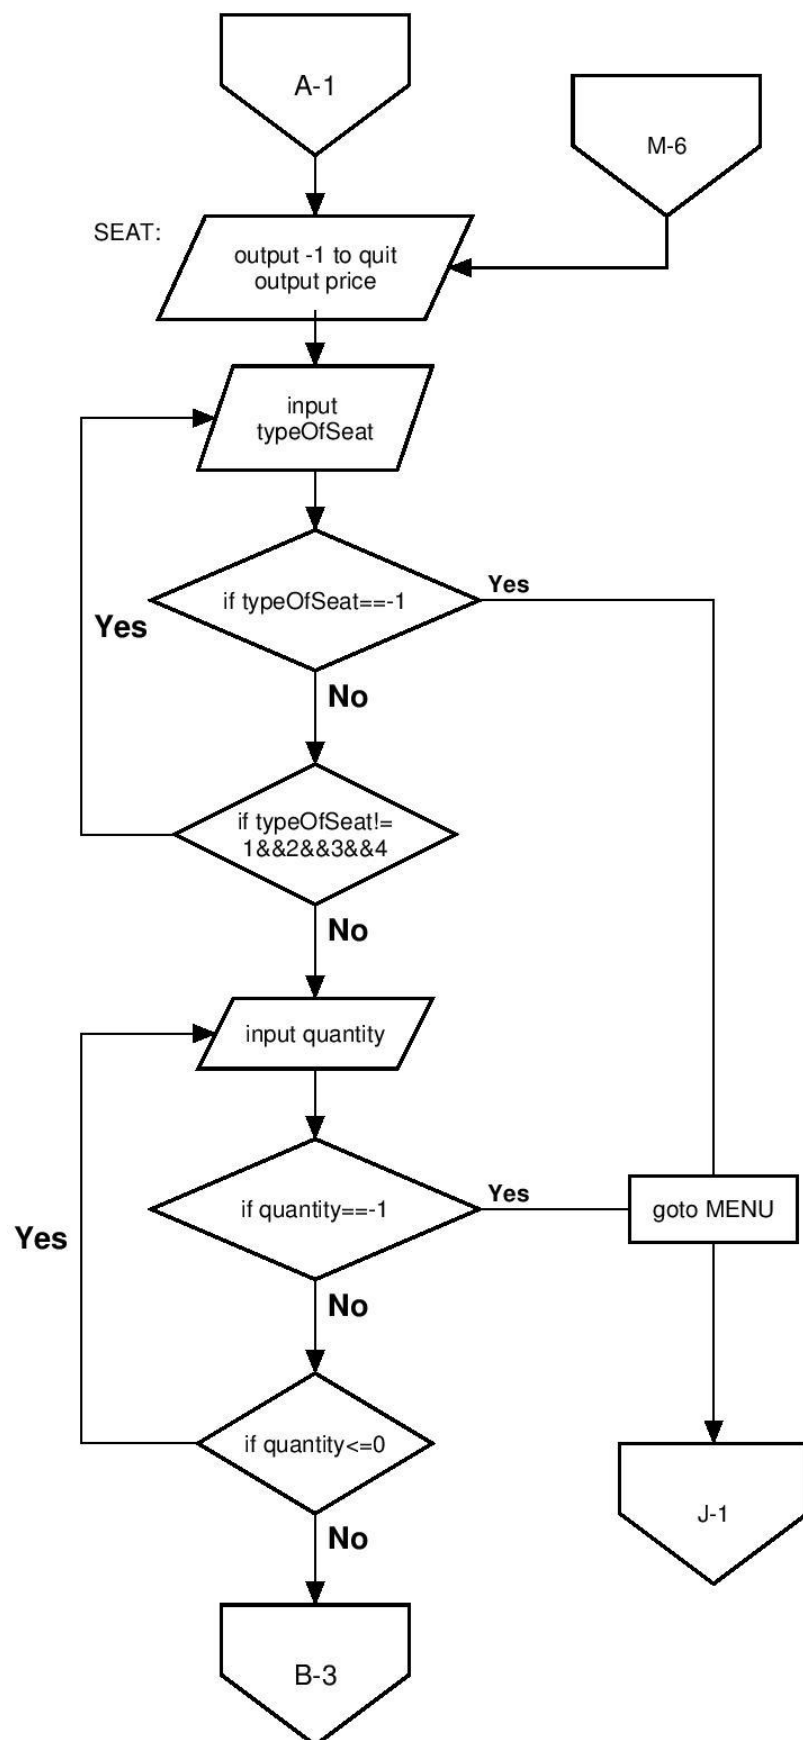 A-1
M-6
SEAT:
output -1 to quit
output price
input
typeOfSeat
if typeOfSeat==-1
Yes
Yes
No
if typeOfSeat!=
1&&2&&3&&4
No
input quantity
if quantity==-1
Yes
goto MENU
Yes
No
if quantity<=0
J-1
No
B-3